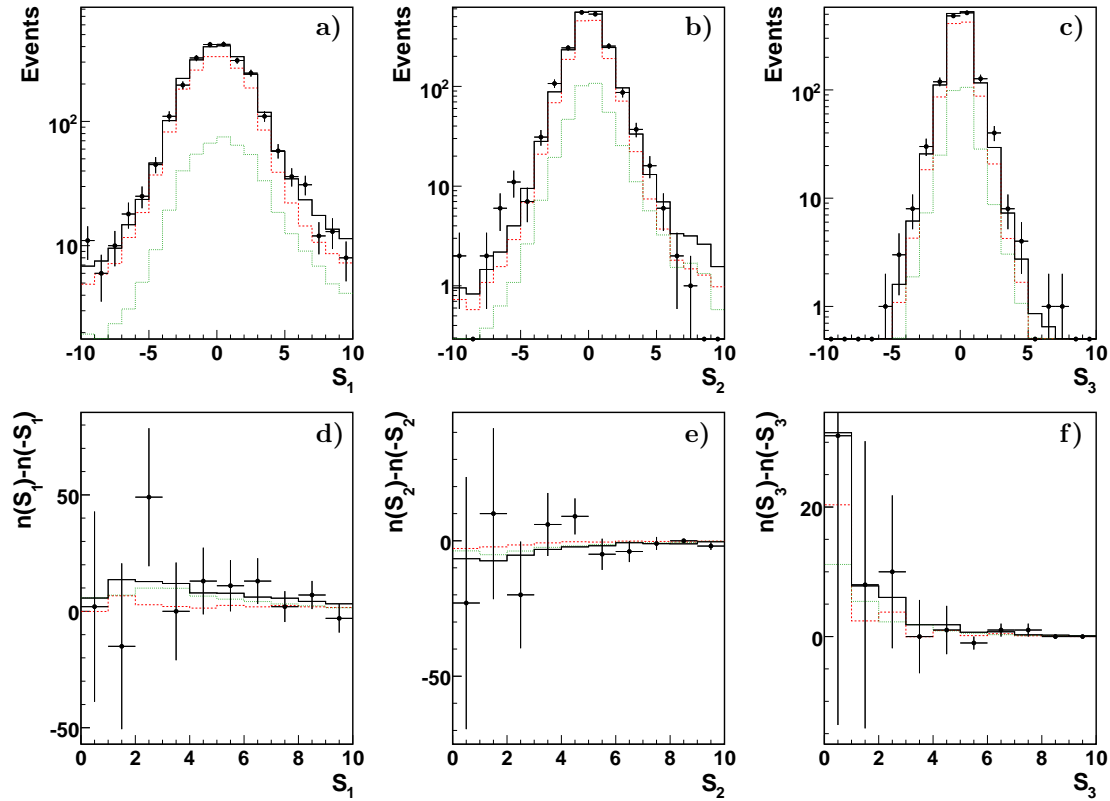 Events
a)
10²
10
-10 -5 0 5 10
S₁
Events
b)
10²
10
1
-10 -5 0 5 10
S₂
Events
c)
10²
10
1
-10 -5 0 5 10
S₃
n(S₁)-n(-S₁)
d)
50
0
-50
0 2 4 6 8 10
S₁
n(S₂)-n(-S₂)
e)
0
-50
0 2 4 6 8 10
S₂
n(S₃)-n(-S₃)
f)
20
0
0 2 4 6 8 10
S₃